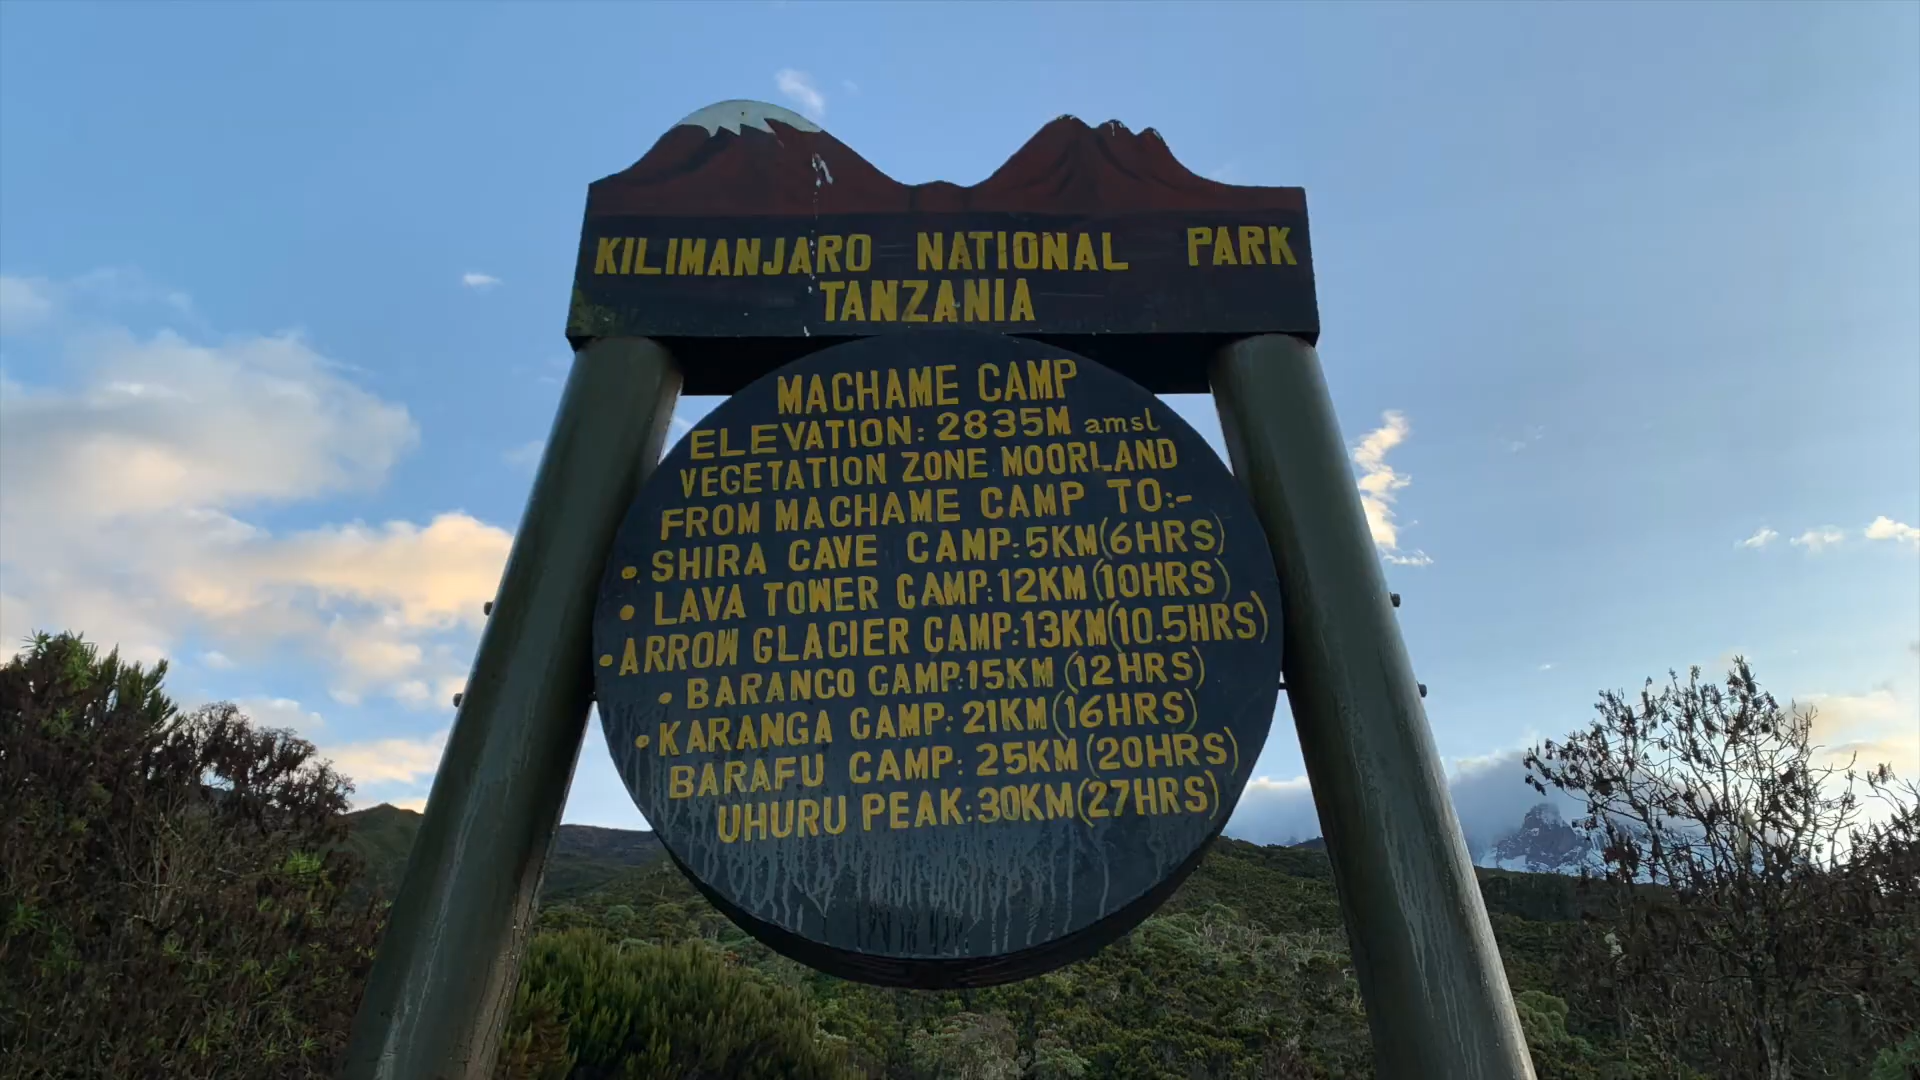 KILIMANJARO NATIONAL PARK
TANZANIA
MACHAME CAMP
ELEVATION: 2835M amsl
VEGETATION ZONE MOORLAND
FROM MACHAME CAMP TO:-
• SHIRA CAVE CAMP: 5KM (6HRS)
• LAVA TOWER CAMP: 12KM (10HRS)
• ARROW GLACIER CAMP: 13KM (10.5HRS)
• BARANCO CAMP: 15KM (12HRS)
• KARANGA CAMP: 21KM (16HRS)
BARAFU CAMP: 25KM (20HRS)
UHURU PEAK: 30KM (27HRS)